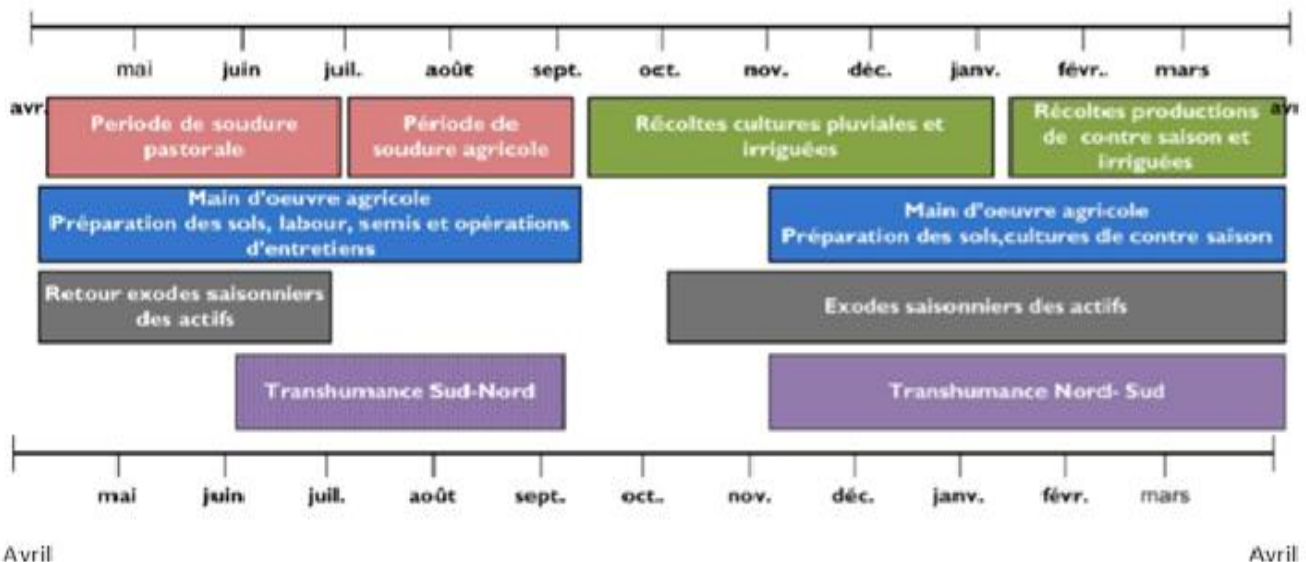 mai juin juil. août sept. oct. nov. déc. janv. févr. mars
avr. avr
Periode de soudure
pastorale
Période de
soudure agricole
Récoltes cultures pluviales et
irriguées
Récoltes productions
de contre saison et
irriguées
Main d'oeuvre agricole
Préparation des sols, labour, semis et opérations
d'entretiens
Main d'oeuvre agricole
Préparation des sols,cultures de contre saison
Retour exodes saisonniers
des actifs
Exodes saisonniers des actifs
Transhumance Sud-Nord
Transhumance Nord- Sud
mai juin juil. août sept. oct. nov. déc. janv. févr. mars
Avril Avril